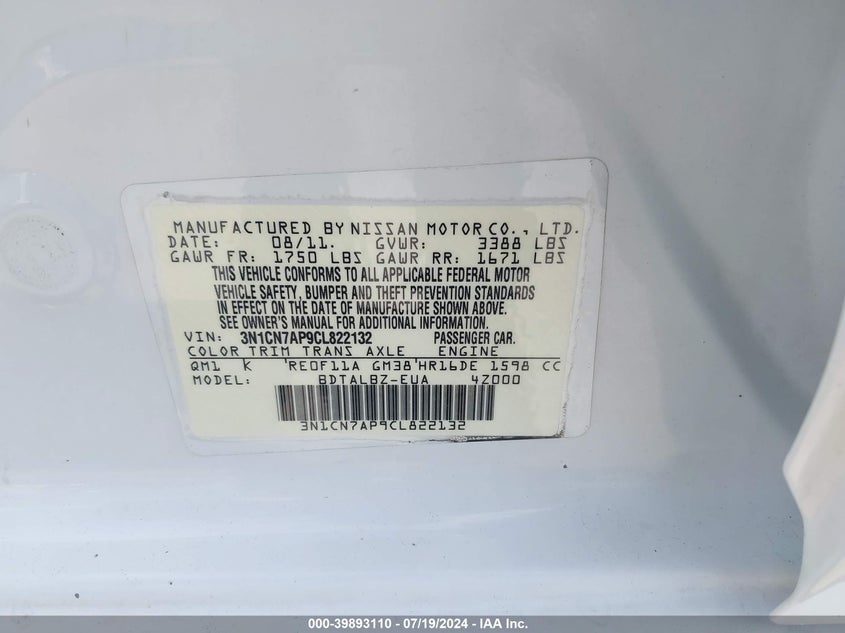 MANUFACTURED BY NISSAN MOTOR CO., LTD.
DATE: 08/11. GVWR: 3388 LBS
GAWR FR: 1750 LBS GAWR RR: 1671 LBS
THIS VEHICLE CONFORMS TO ALL APPLICABLE FEDERAL MOTOR
VEHICLE SAFETY, BUMPER AND THEFT PREVENTION STANDARDS
IN EFFECT ON THE DATE OF MANUFACTURE SHOWN ABOVE.
SEE OWNER'S MANUAL FOR ADDITIONAL INFORMATION.
VIN: 3N1CN7AP9CL822132 PASSENGER CAR.
COLOR TRIM TRANS AXLE ENGINE
QM1 K 'RE0F11A GM38'HR16DE 1598 CC
MODEL: BDTALBZ-EUA 4Z000
3N1CN7AP9CL822132
000-39893110 - 07/19/2024 - IAA Inc.